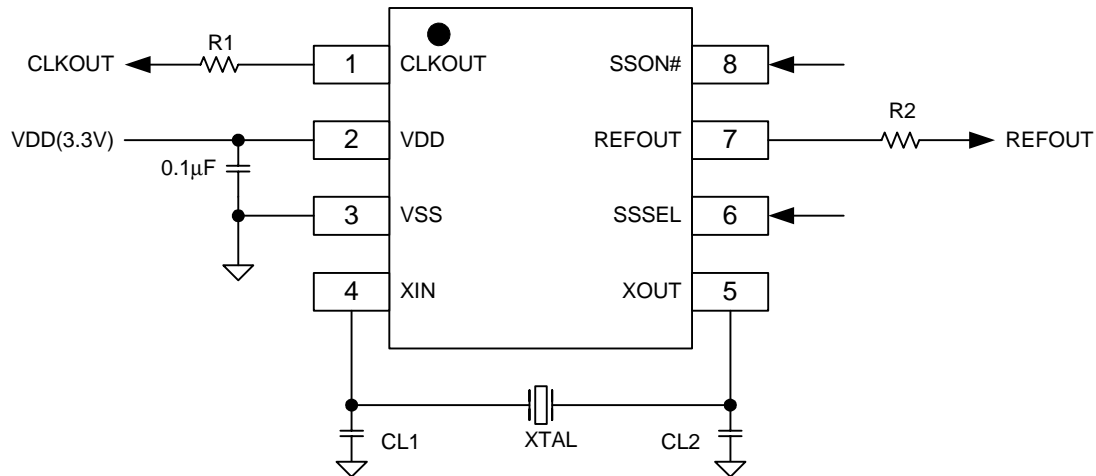 R1
CLKOUT
1
CLKOUT
SSON#
8
R2
VDD(3.3V)
2
VDD
REFOUT
7
REFOUT
0.1μF
3
VSS
SSSEL
6
4
XIN
XOUT
5
CL1
XTAL
CL2